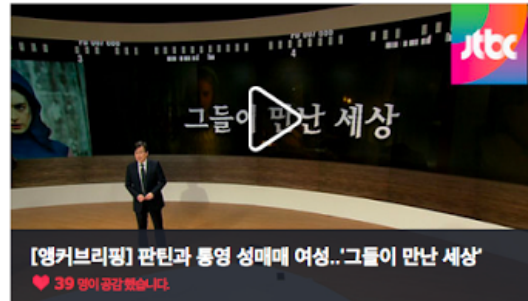 jtbc
그들이 만난 세상
[앵커브리핑] 판틴과 통영 성매매 여성..'그들이 만난 세상'
39 명이 공감 했습니다.